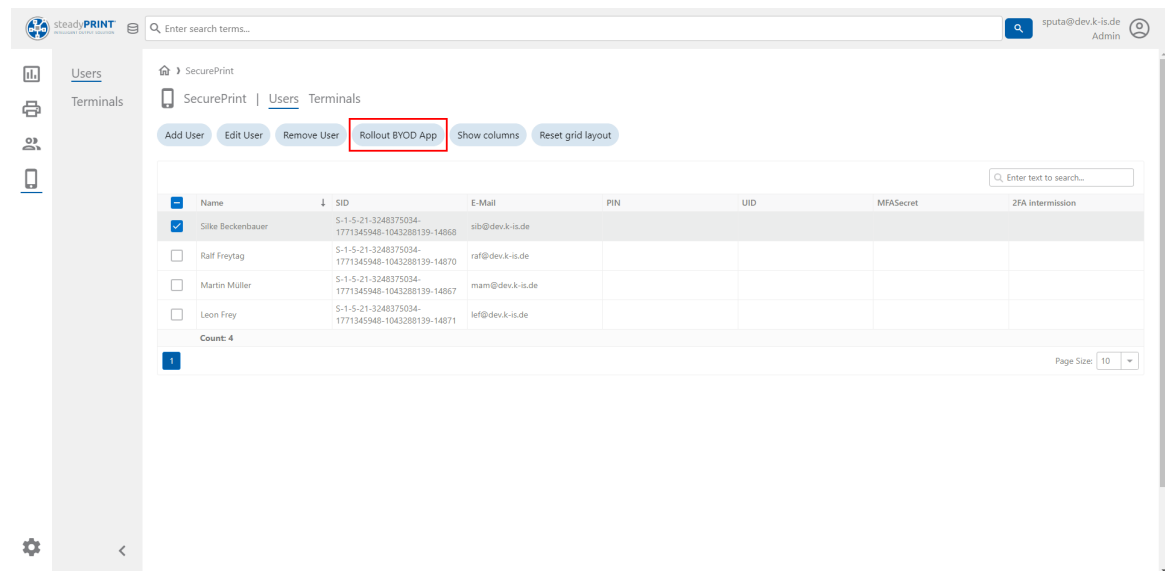 steadyPRINT
INTELLIGENT OUTPUT SOLUTION
Enter search terms...
sputa@dev.k-is.de
Admin
Users
Terminals
SecurePrint
SecurePrint | Users Terminals
Add User Edit User Remove User Rollout BYOD App Show columns Reset grid layout
Enter text to search...
Name SID E-Mail PIN UID MFASecret 2FA intermission
Silke Beckenbauer S-1-5-21-3248375034-1771345948-1043288139-14868 sib@dev.k-is.de
Ralf Freytag S-1-5-21-3248375034-1771345948-1043288139-14870 raf@dev.k-is.de
Martin Müller S-1-5-21-3248375034-1771345948-1043288139-14867 mam@dev.k-is.de
Leon Frey S-1-5-21-3248375034-1771345948-1043288139-14871 lef@dev.k-is.de
Count: 4
1 Page Size: 10